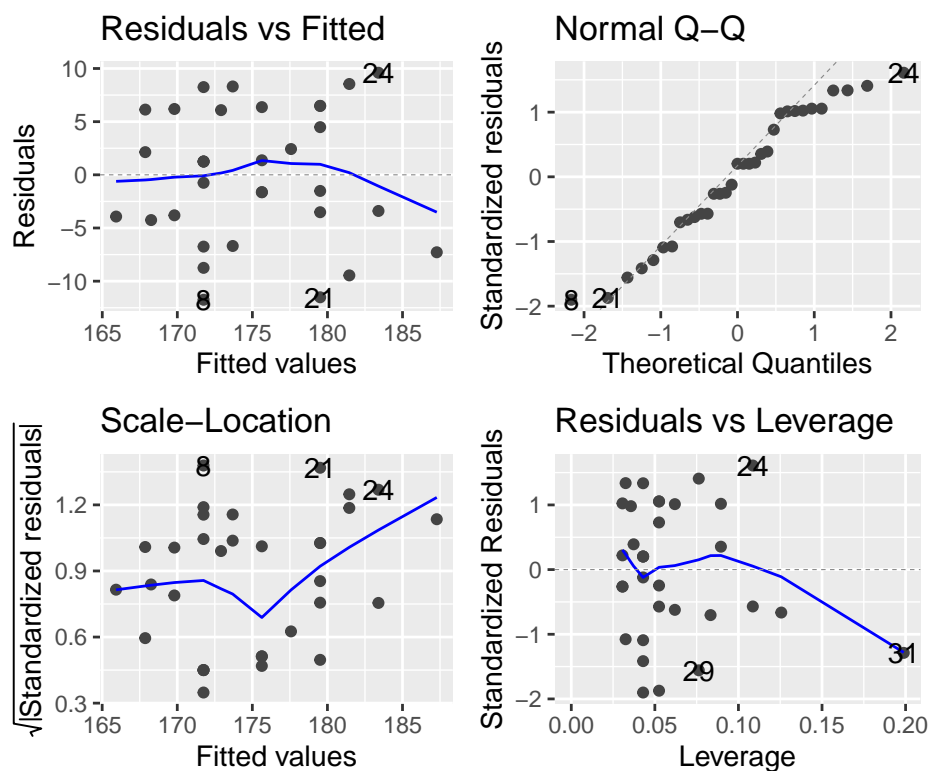 Residuals vs Fitted
Residuals
10
5
0
−5
−10
24
8
21
165 170 175 180 185
Fitted values
Normal Q−Q
Standardized residuals
1
0
−1
−2
24
8
21
−2 −1 0 1 2
Theoretical Quantiles
Scale−Location
√|Standardized residuals|
1.2
0.9
0.6
0.3
8
21
24
165 170 175 180 185
Fitted values
Residuals vs Leverage
Standardized Residuals
1
0
−1
−2
24
31
29
0.00 0.05 0.10 0.15 0.20
Leverage